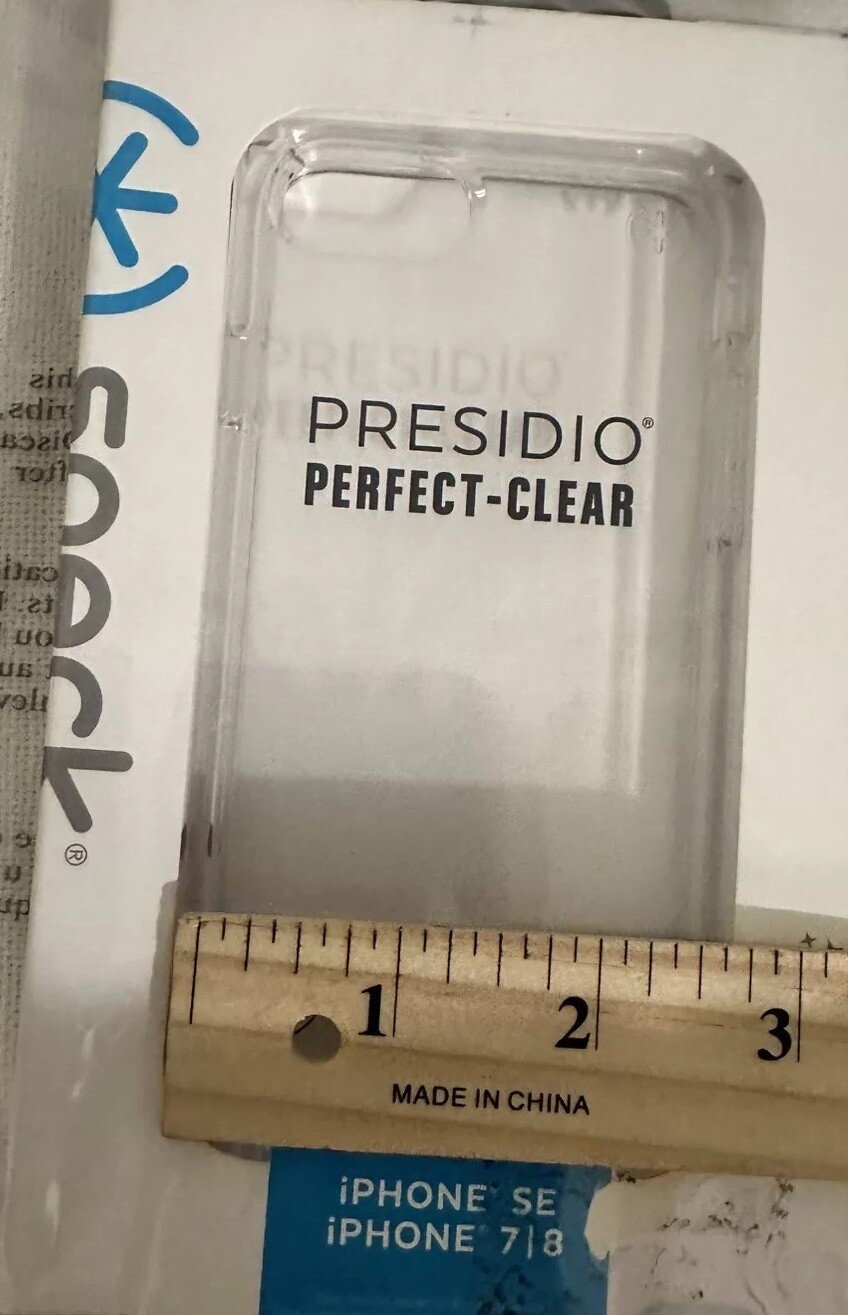 speck®
PRESIDIO®
PERFECT-CLEAR
1 2 3
MADE IN CHINA
iPHONE SE
iPHONE 7|8